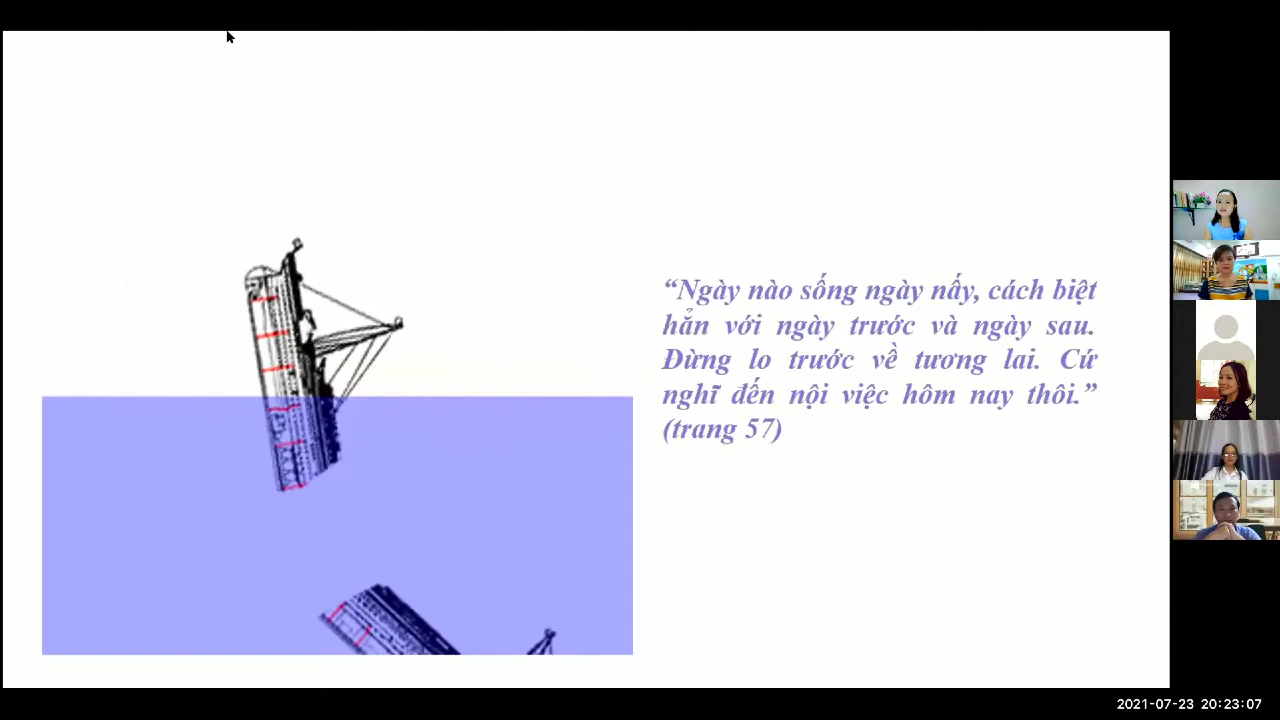 “Ngày nào sống ngày nấy, cách biệt
hẳn với ngày trước và ngày sau.
Đừng lo trước về tương lai. Cứ
nghĩ đến nội việc hôm nay thôi.”
(trang 57)
2021-07-23 20:23:07